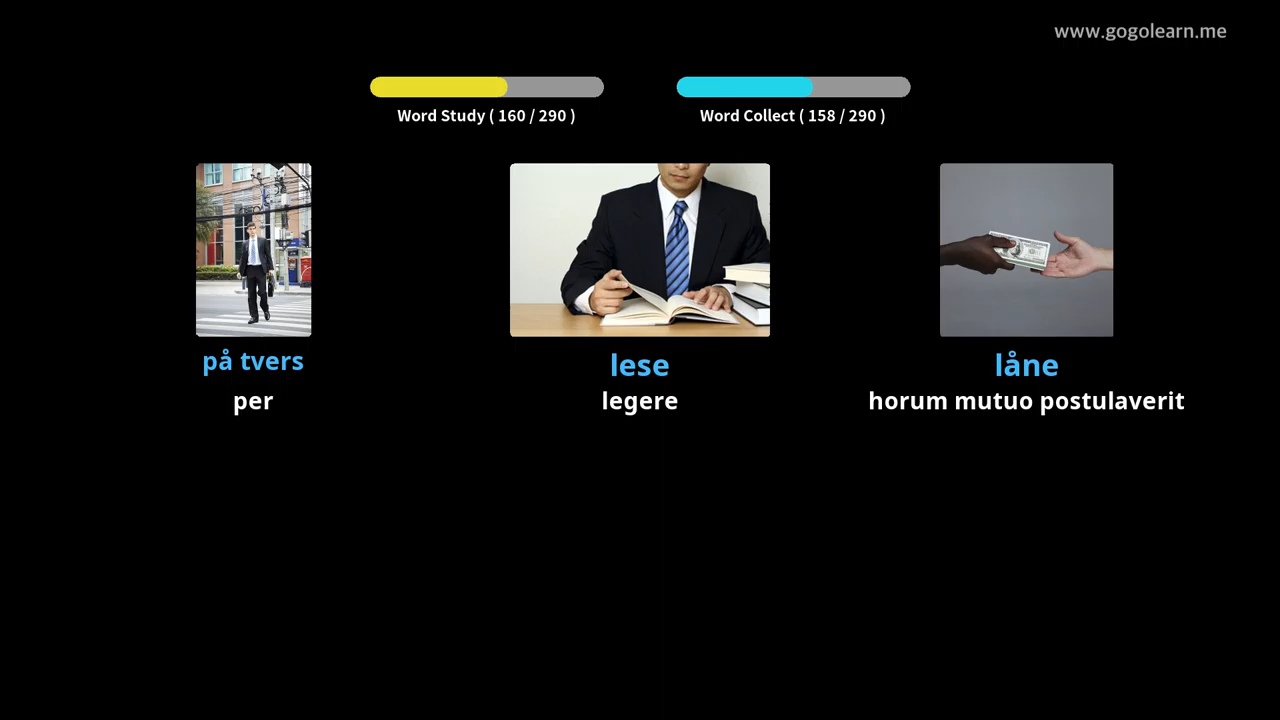 www.gogolearn.me
Word Study ( 160 / 290 )
Word Collect ( 158 / 290 )
på tvers
lese
låne
per
legere
horum mutuo postulaverit